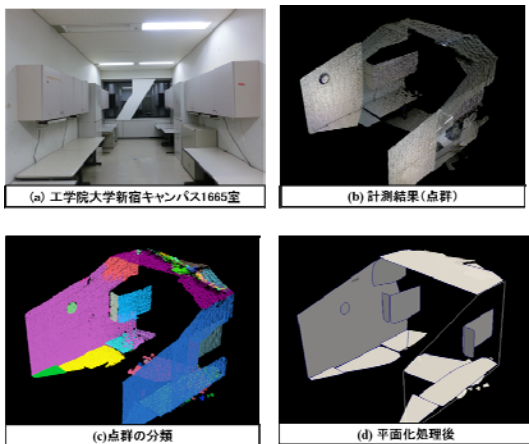 (a) 工学院大学新宿キャンパス1665室
(b) 計測結果(点群)
(c)点群の分類
(d) 平面化処理後